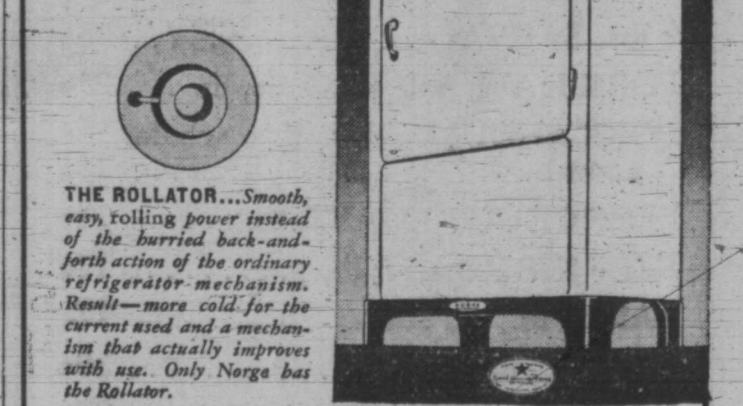 THE ROLLATOR...Smooth,
easy, rolling power instead
of the hurried back-and-
forth action of the ordinary
refrigerator mechanism.
Result—more cold for the
current used and a mechan-
ism that actually improves
with use. Only Norge has
the Rollator.